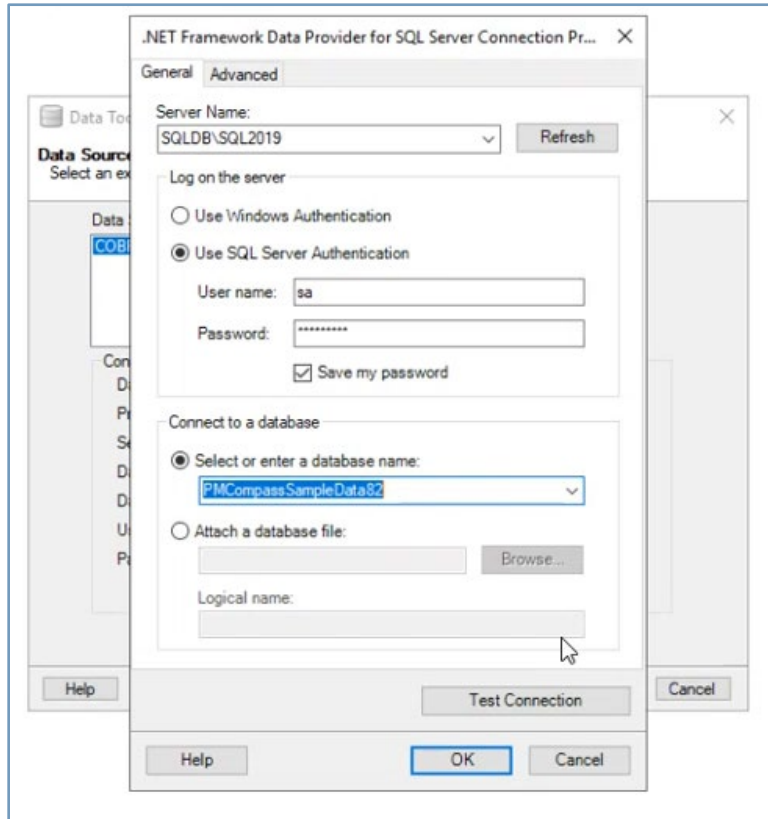 .NET Framework Data Provider for SQL Server Connection Pr...
General Advanced
Data
Server Name:
SQLDB\SQL2019 Refresh
Data Source
Select an
Log on the server
Use Windows Authentication
Data
Use SQL Server Authentication
User name: sa
Password: *********
Save my password
Con
Connect to a database
Select or enter a database name:
PMCompassSampleData82
Attach a database file:
Browse...
Logical name:
Test Connection
Help Cancel
Help OK Cancel